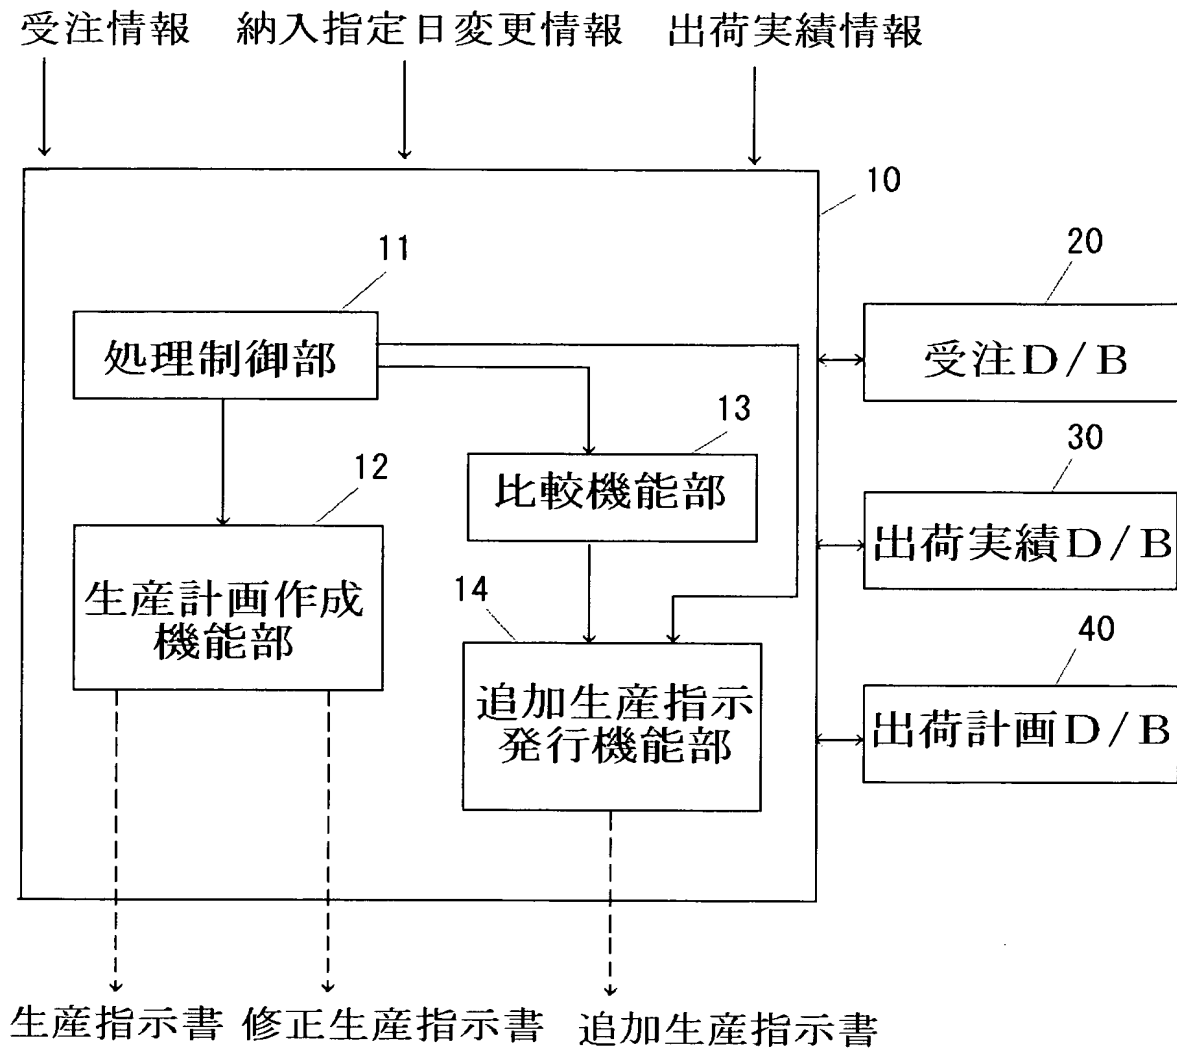 受注情報 納入指定日変更情報 出荷実績情報
10
11
20
処理制御部
受注D/B
13
12
30
比較機能部
出荷実績D/B
生産計画作成
機能部
14
40
追加生産指示
発行機能部
出荷計画D/B
生産指示書 修正生産指示書 追加生産指示書